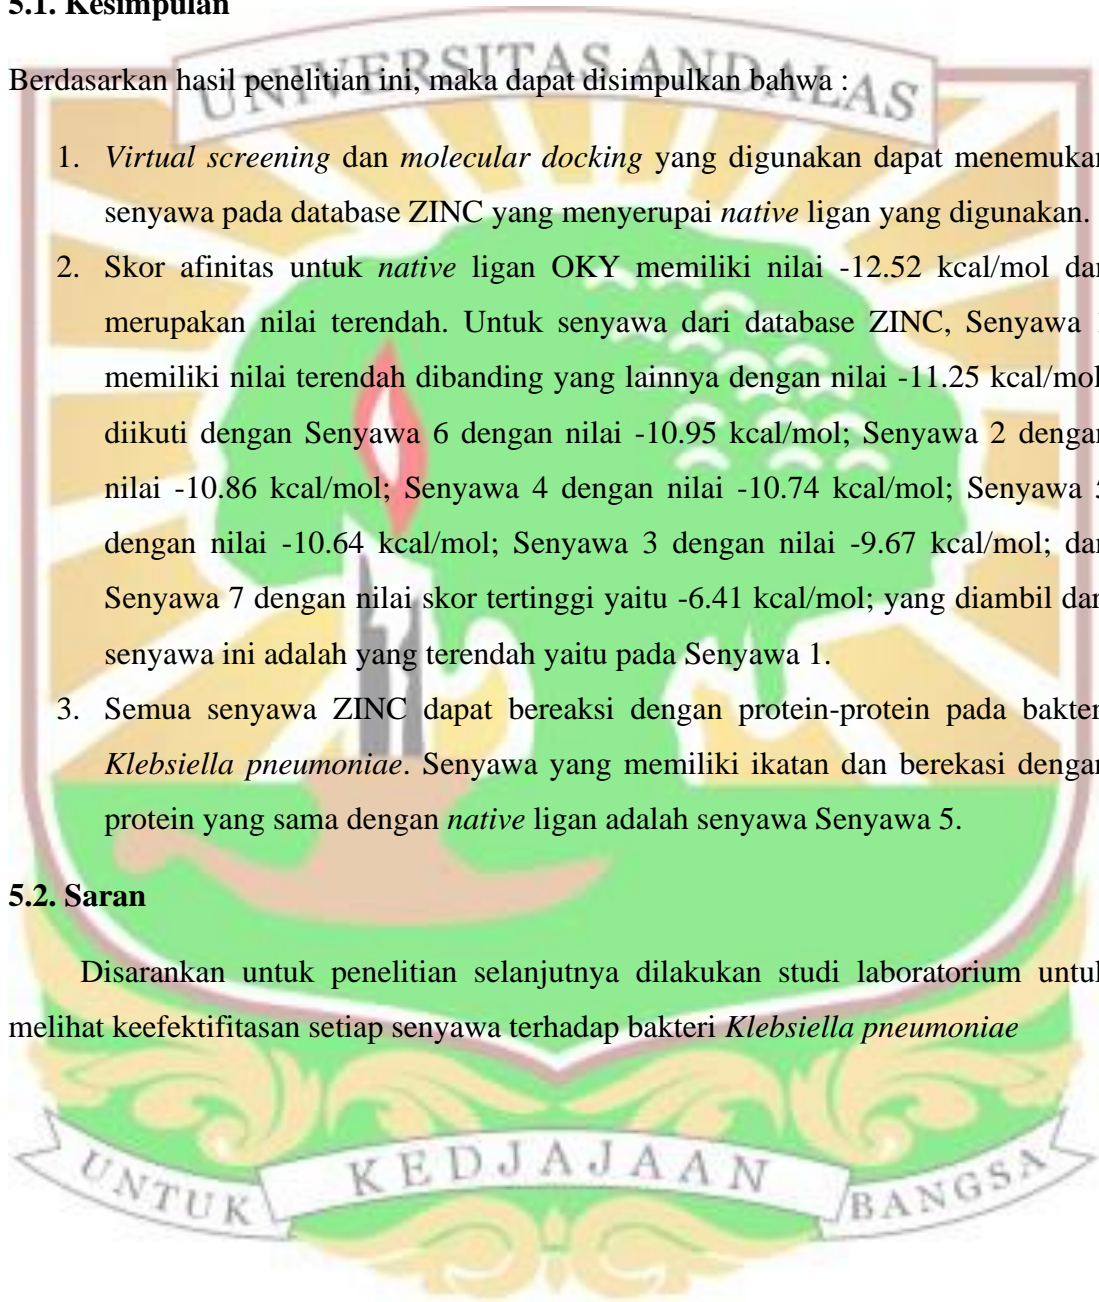 5.1. Kesimpulan
UNIVERSITAS ANDALAS
Berdasarkan hasil penelitian ini, maka dapat disimpulkan bahwa :
1. Virtual screening dan molecular docking yang digunakan dapat menemukan
senyawa pada database ZINC yang menyerupai native ligan yang digunakan.
2. Skor afinitas untuk native ligan OKY memiliki nilai -12.52 kcal/mol dan
merupakan nilai terendah. Untuk senyawa dari database ZINC, Senyawa 1
memiliki nilai terendah dibanding yang lainnya dengan nilai -11.25 kcal/mol
diikuti dengan Senyawa 6 dengan nilai -10.95 kcal/mol; Senyawa 2 dengan
nilai -10.86 kcal/mol; Senyawa 4 dengan nilai -10.74 kcal/mol; Senyawa 5
dengan nilai -10.64 kcal/mol; Senyawa 3 dengan nilai -9.67 kcal/mol; dan
Senyawa 7 dengan nilai skor tertinggi yaitu -6.41 kcal/mol; yang diambil dari
senyawa ini adalah yang terendah yaitu pada Senyawa 1.
3. Semua senyawa ZINC dapat bereaksi dengan protein-protein pada bakteri
Klebsiella pneumoniae. Senyawa yang memiliki ikatan dan berekasi dengan
protein yang sama dengan native ligan adalah senyawa Senyawa 5.
5.2. Saran
Disarankan untuk penelitian selanjutnya dilakukan studi laboratorium untuk
melihat keefektifitasan setiap senyawa terhadap bakteri Klebsiella pneumoniae
UNTUK KEDJAJAAN BANGSA